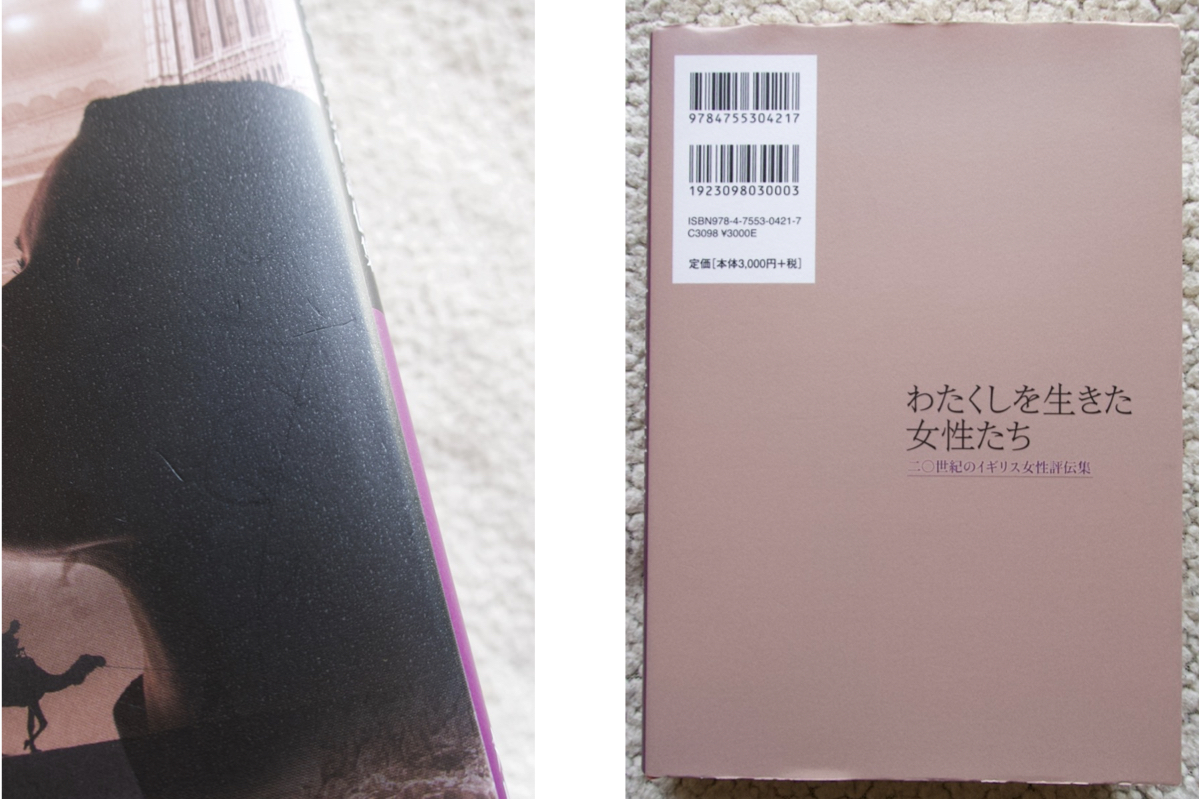 9784755304217
1923098030003
ISBN978-4-7553-0421-7
C3098 ¥3000E
定価[本体3,000円+税]
わたくしを生きた
女性たち
二〇世紀のイギリス女性評伝集